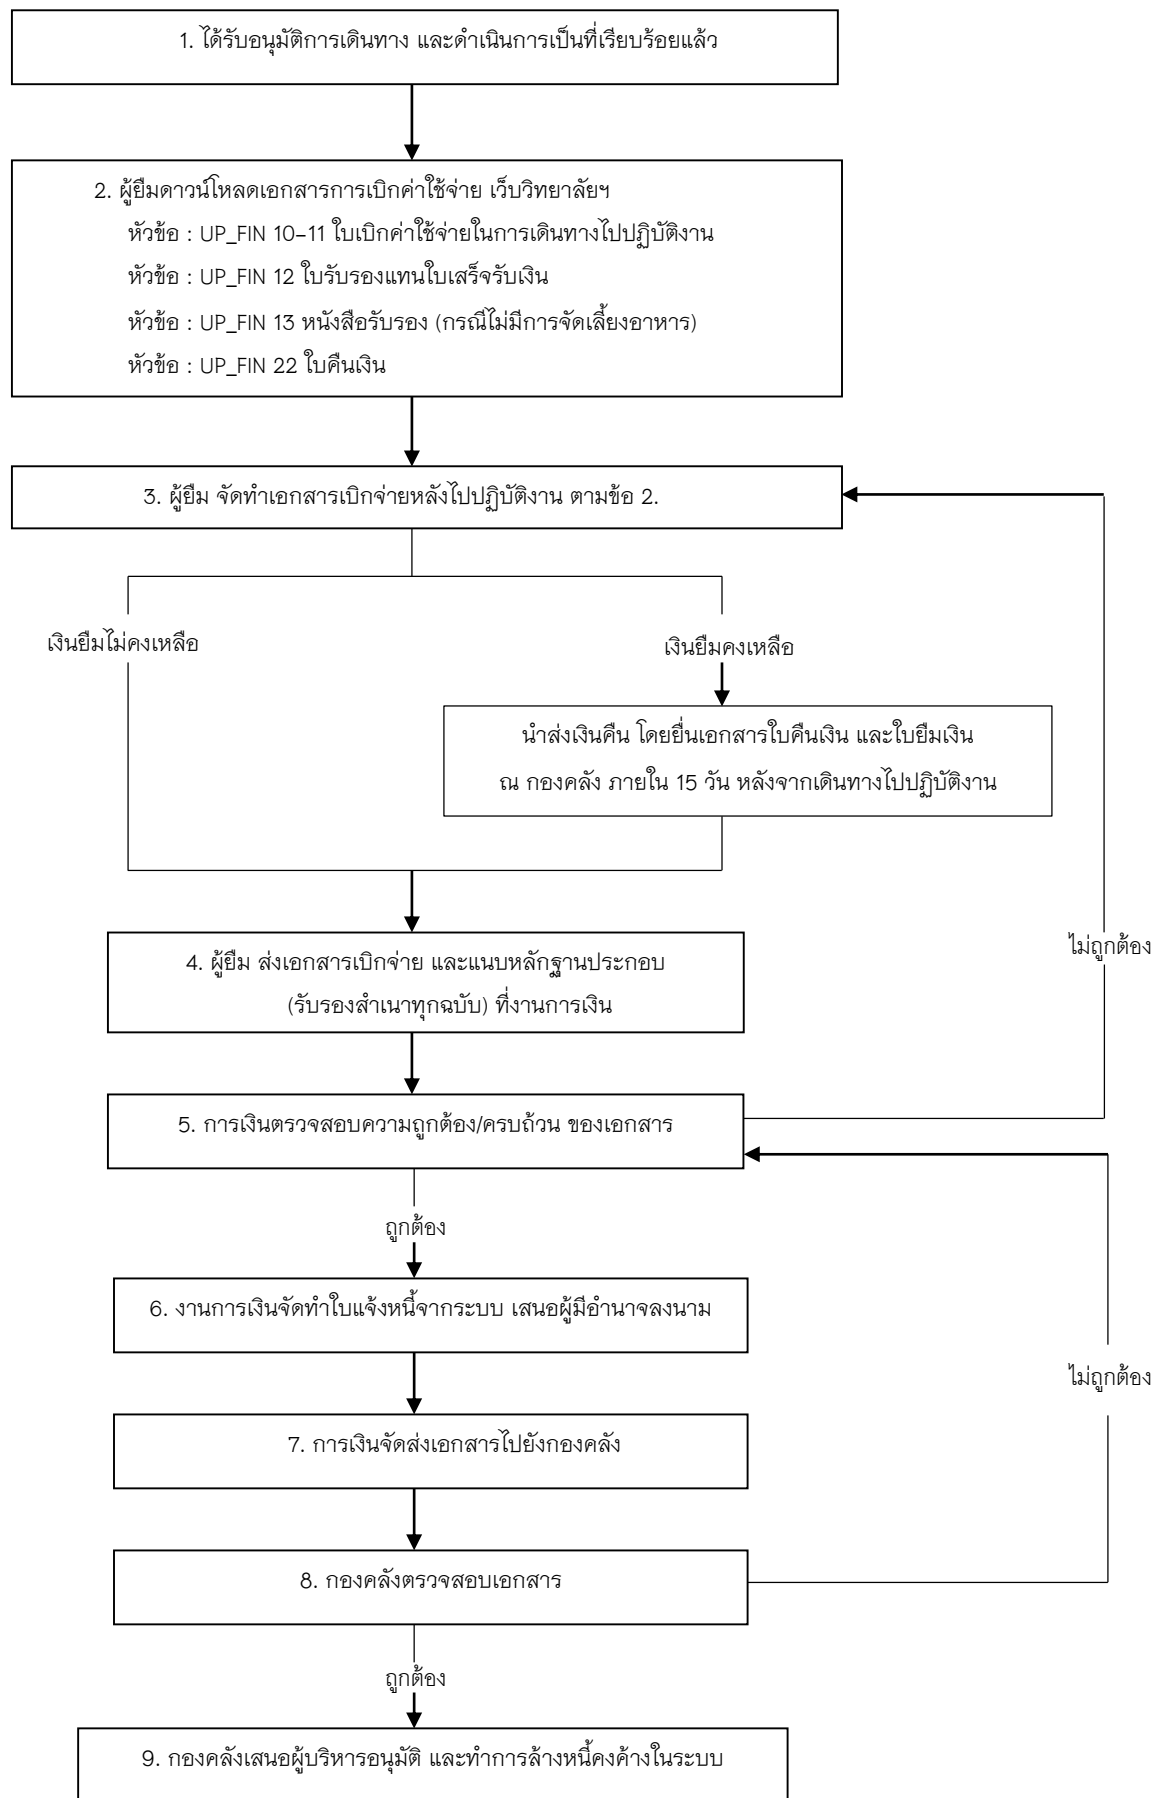 1. ได้รับอนุมัติการเดินทาง และดำเนินการเป็นที่เรียบร้อยแล้ว
2. ผู้ยืมดาวน์โหลดเอกสารการเบิกค่าใช้จ่าย เว็บวิทยาลัยฯ
หัวข้อ : UP_FIN 10-11 ใบเบิกค่าใช้จ่ายในการเดินทางไปปฏิบัติงาน
หัวข้อ : UP_FIN 12 ใบรับรองแทนใบเสร็จรับเงิน
หัวข้อ : UP_FIN 13 หนังสือรับรอง (กรณีไม่มีการจัดเลี้ยงอาหาร)
หัวข้อ : UP_FIN 22 ใบคืนเงิน
3. ผู้ยืม จัดทำเอกสารเบิกจ่ายหลังไปปฏิบัติงาน ตามข้อ 2.
เงินยืมไม่คงเหลือ
เงินยืมคงเหลือ
นำส่งเงินคืน โดยยื่นเอกสารใบคืนเงิน และใบยืมเงิน
ณ กองคลัง ภายใน 15 วัน หลังจากเดินทางไปปฏิบัติงาน
4. ผู้ยืม ส่งเอกสารเบิกจ่าย และแนบหลักฐานประกอบ
(รับรองสำเนาทุกฉบับ) ที่งานการเงิน
ไม่ถูกต้อง
5. การเงินตรวจสอบความถูกต้อง/ครบถ้วน ของเอกสาร
ถูกต้อง
6. งานการเงินจัดทำใบแจ้งหนี้จากระบบ เสนอผู้มีอำนาจลงนาม
ไม่ถูกต้อง
7. การเงินจัดส่งเอกสารไปยังกองคลัง
8. กองคลังตรวจสอบเอกสาร
ถูกต้อง
9. กองคลังเสนอผู้บริหารอนุมัติ และทำการล้างหนี้คงค้างในระบบ